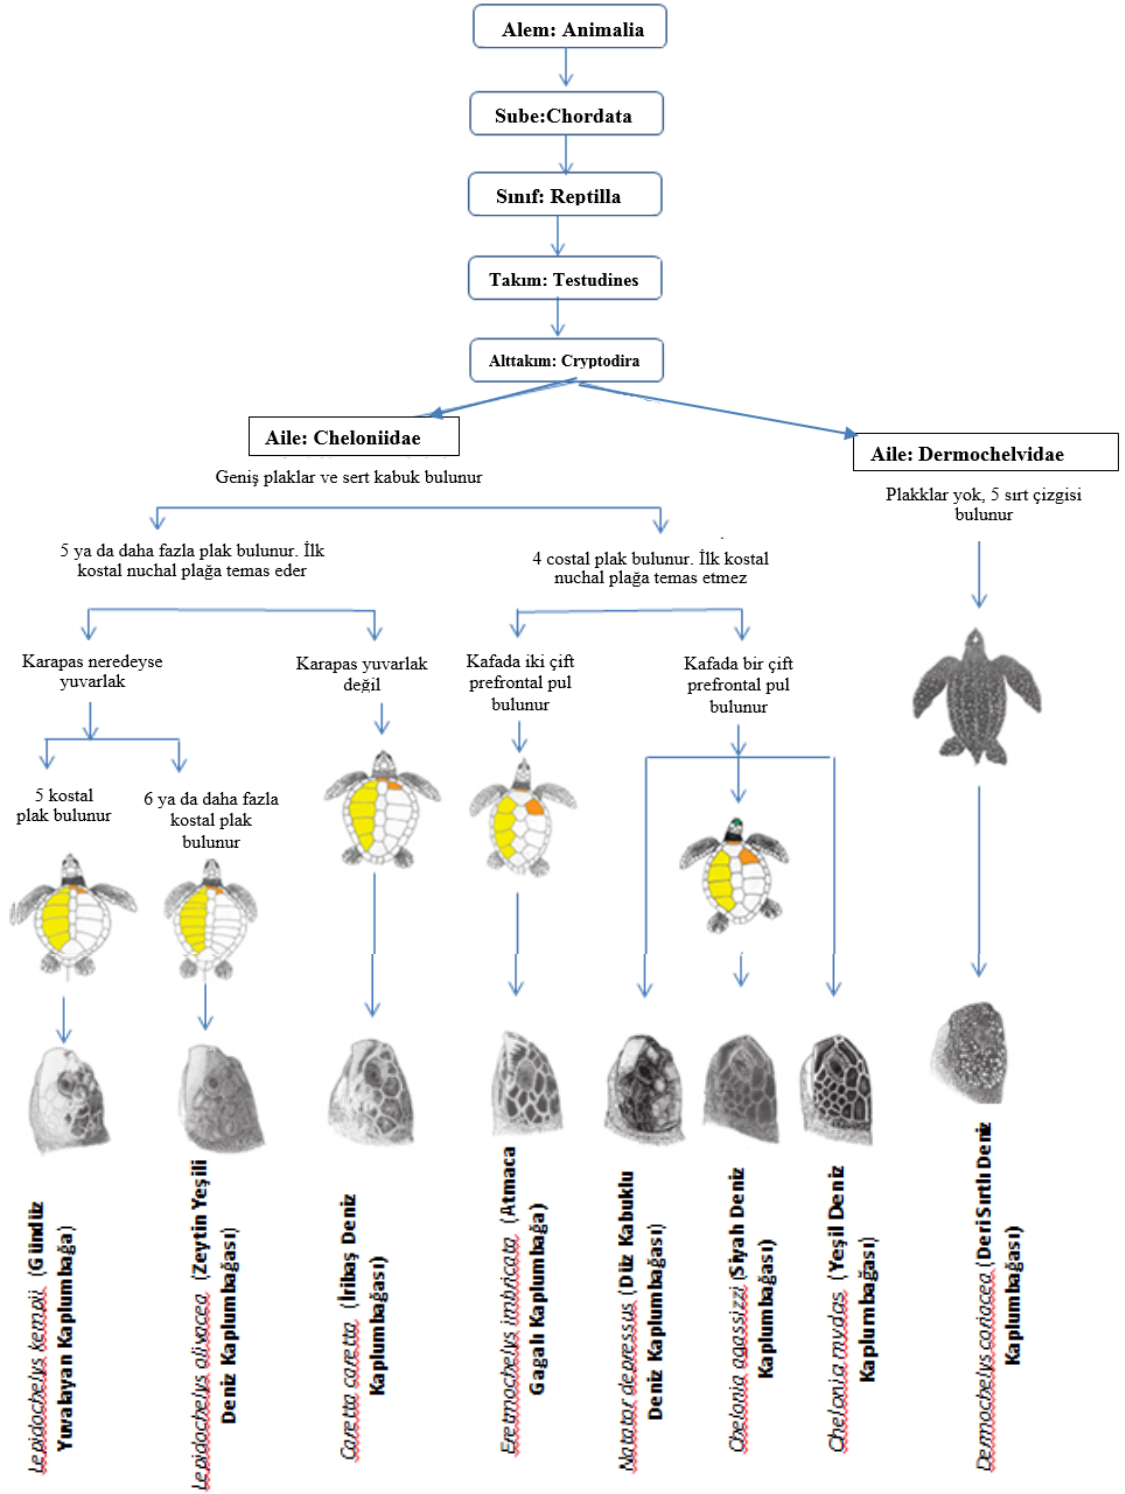 Alem: Animalia
Sube:Chordata
Sınıf: Reptilla
Takım: Testudines
Alttakım: Cryptodira
Aile: Cheloniidae
Geniş plaklar ve sert kabuk bulunur
Aile: Dermochelvidae
Plakklar yok, 5 sırt çizgisi
bulunur
5 ya da daha fazla plak bulunur. İlk
kostal nuchal plağa temas eder
4 costal plak bulunur. İlk kostal
nuchal plağa temas etmez
Karapas neredeyse
yuvarlak
Karapas yuvarlak
değil
Kafada iki çift
prefrontal pul
bulunur
Kafada bir çift
prefrontal pul
bulunur
5 kostal
plak bulunur
6 ya da daha fazla
kostal plak
bulunur
Lepidochelys kempii (Gündüz
Yuvalayan Kaplumbağa)
Lepidochelys olivacea (Zeytin Yeşili
Deniz Kaplumbağası)
Caretta caretta (İribaş Deniz
Kaplumbağası)
Eretmochelys imbricata (Atmaca
Gagalı Kaplumbağa)
Natator depressus (Düz Kabuklu
Deniz Kaplumbağası)
Chelonia agassizzi (Siyah Deniz
Kaplumbağası)
Chelonia mydas (Yeşil Deniz
Kaplumbağası)
Dermochelys coriacea (Deri Sırtlı Deniz
Kaplumbağası)